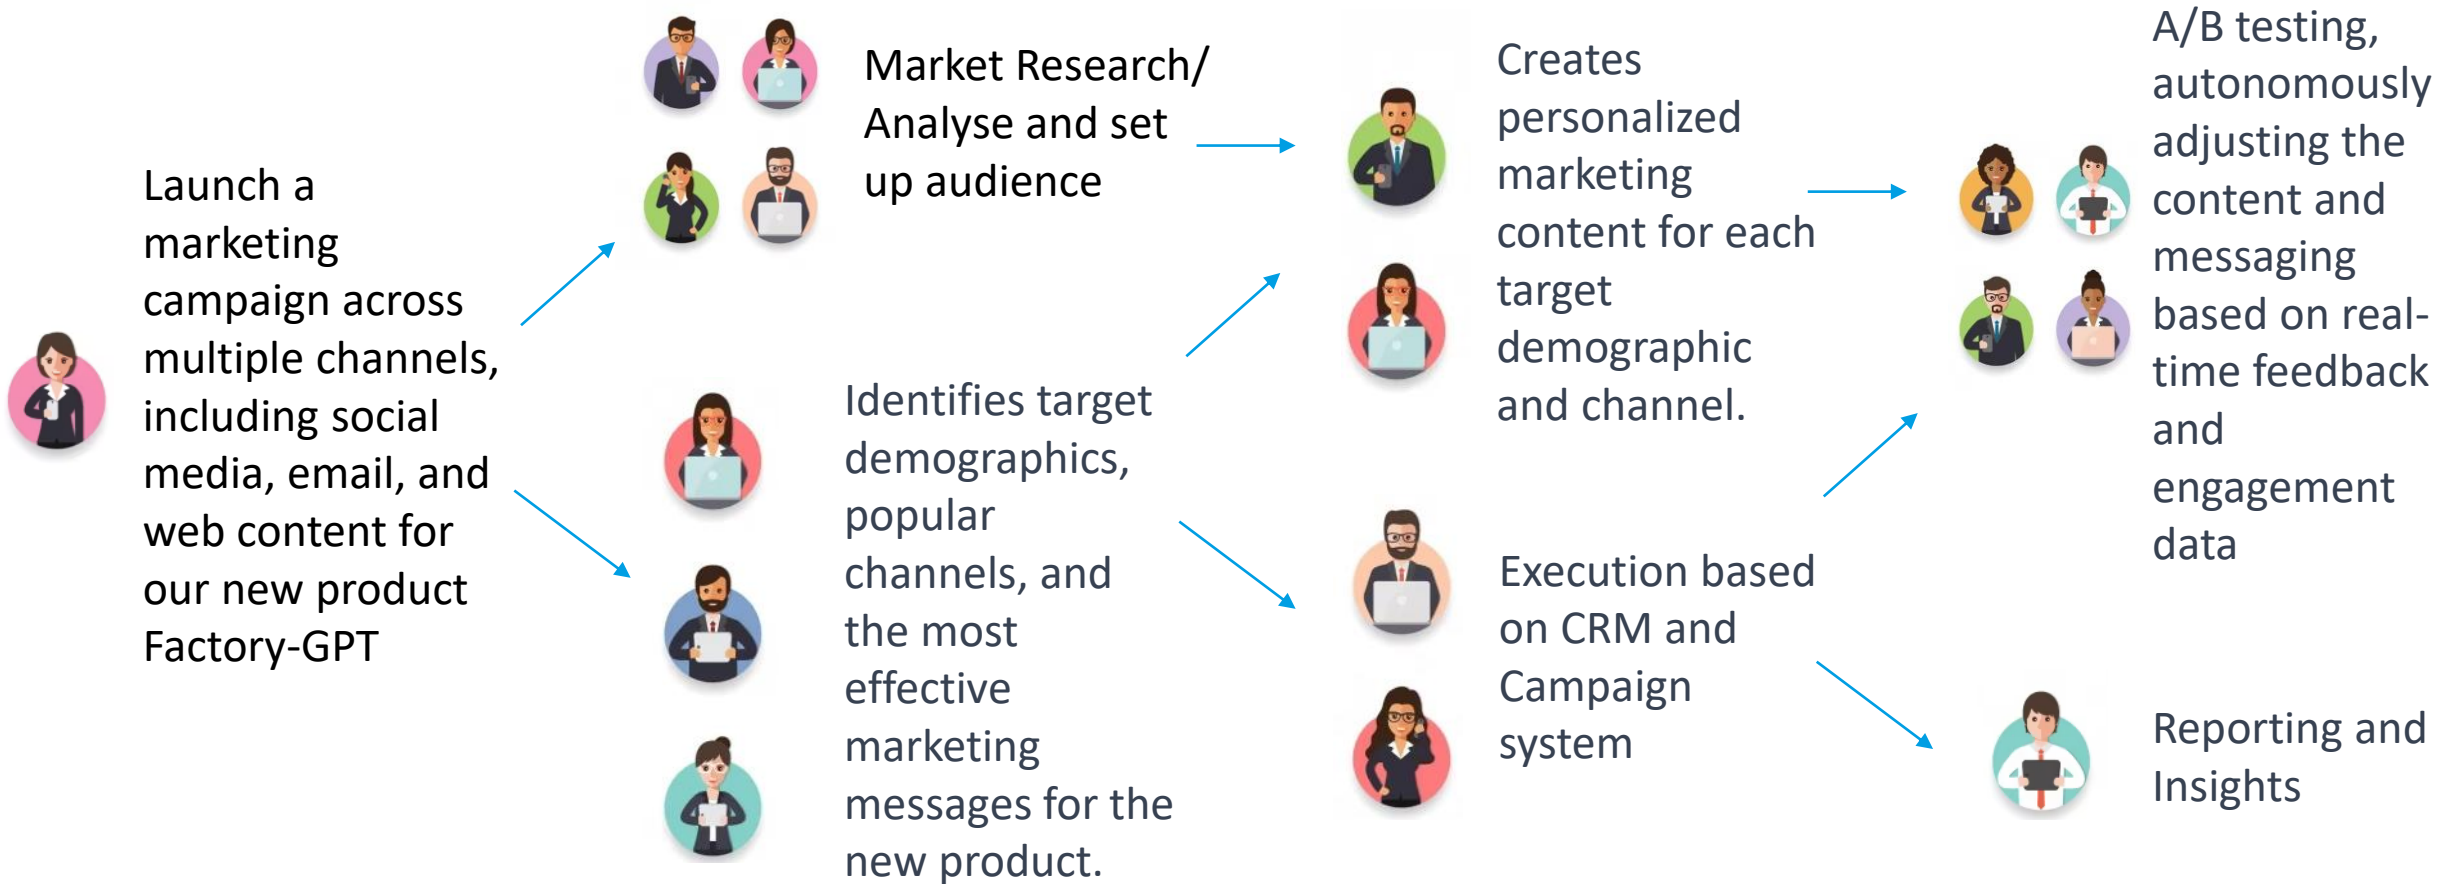 Launch a
marketing
campaign across
multiple channels,
including social
media, email, and
web content for
our new product
Factory-GPT
Market Research/
Analyse and set
up audience
Identifies target
demographics,
popular
channels, and
the most
effective
marketing
messages for the
new product.
Creates
personalized
marketing
content for each
target
demographic
and channel.
Execution based
on CRM and
Campaign
system
A/B testing,
autonomously
adjusting the
content and
messaging
based on real-
time feedback
and
engagement
data
Reporting and
Insights